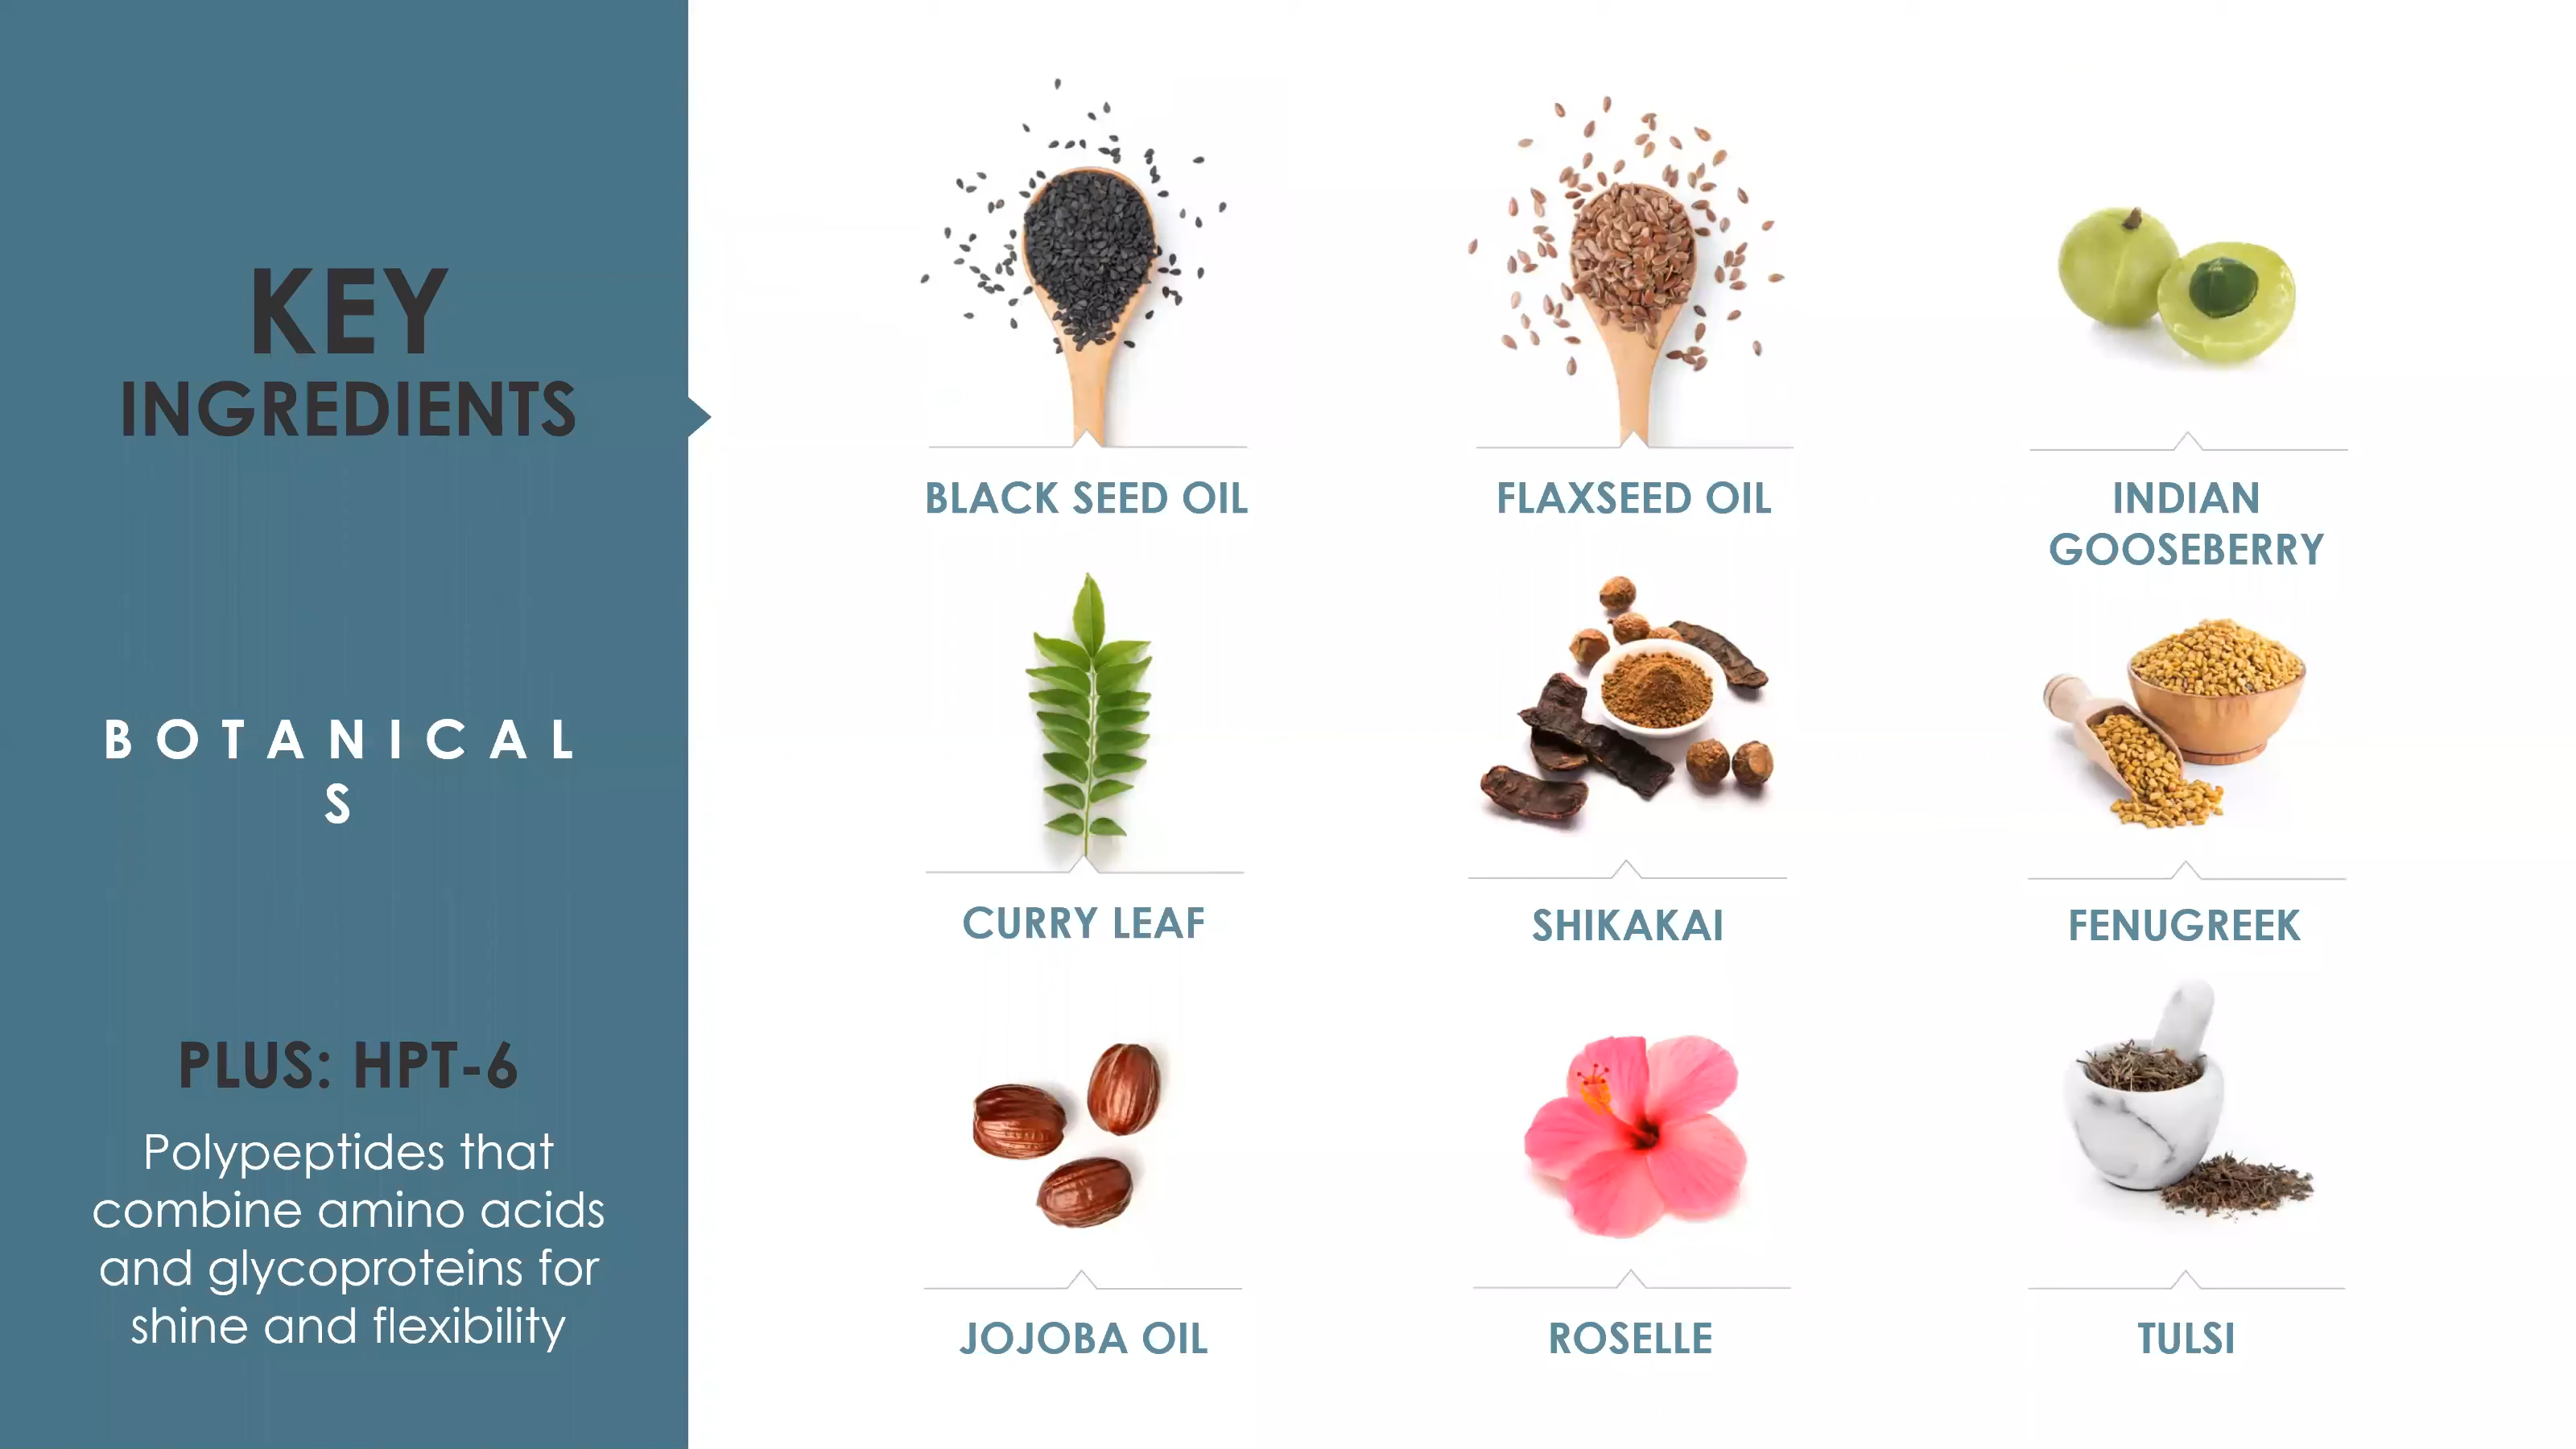 KEY
INGREDIENTS
B O T A N I C A L
S
PLUS: HPT-6
Polypeptides that
combine amino acids
and glycoproteins for
shine and flexibility
BLACK SEED OIL
FLAXSEED OIL
INDIAN
GOOSEBERRY
CURRY LEAF
SHIKAKAI
FENUGREEK
JOJOBA OIL
ROSELLE
TULSI